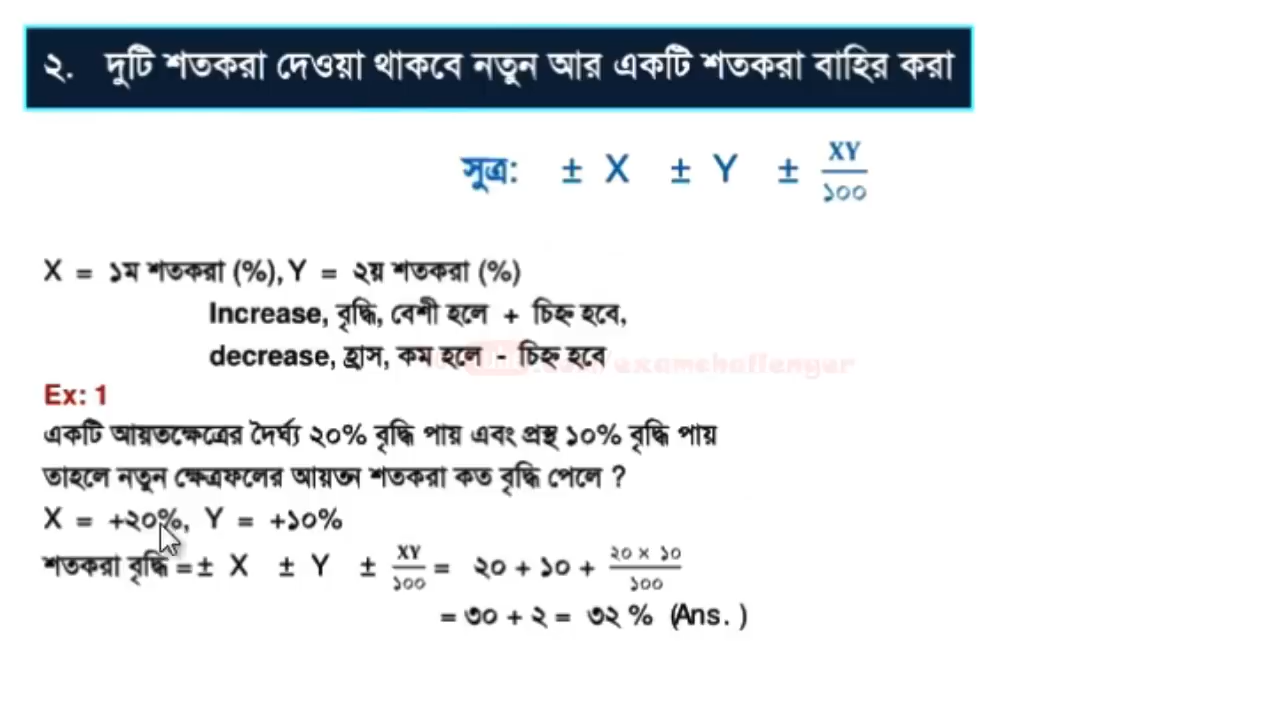 ২. দুটি শতকরা দেওয়া থাকবে নতুন আর একটি শতকরা বাহির করা
সুত্র: ± X ± Y ± XY/১০০
X = ১ম শতকরা (%), Y = ২য় শতকরা (%)
Increase, বৃদ্ধি, বেশী হলে + চিহ্ন হবে,
decrease, হ্রাস, কম হলে - চিহ্ন হবে
/examchallenger
Ex: 1
একটি আয়তক্ষেত্রের দৈর্ঘ্য ২০% বৃদ্ধি পায় এবং প্রস্থ ১০% বৃদ্ধি পায়
তাহলে নতুন ক্ষেত্রফলের আয়তন শতকরা কত বৃদ্ধি পেলে ?
X = +২০%, Y = +১০%
শতকরা বৃদ্ধি = ± X ± Y ± XY/১০০ = ২০ + ১০ + ২০ × ১০/১০০
= ৩০ + ২ = ৩২ % (Ans. )